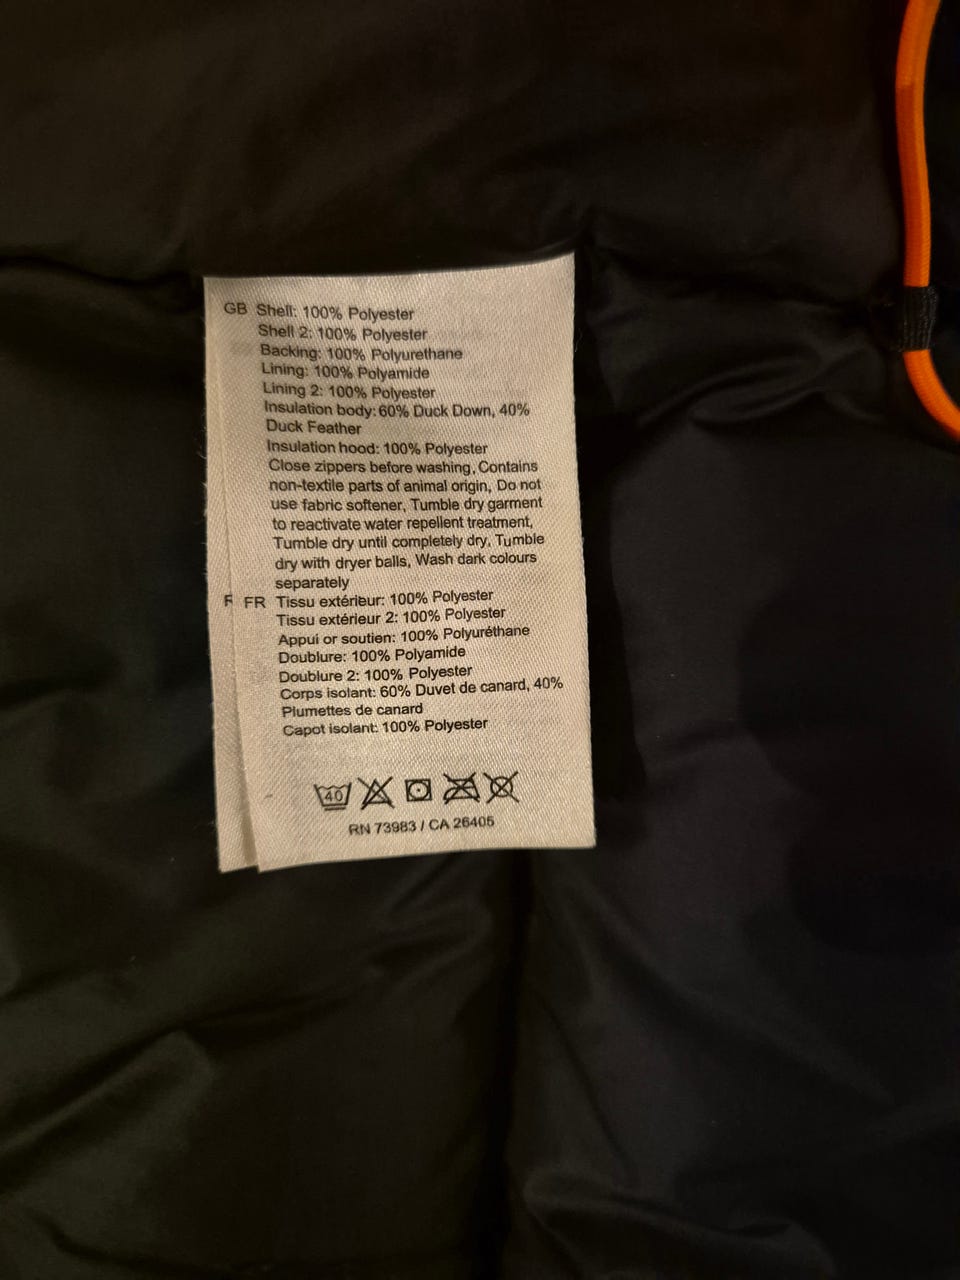 GB Shell: 100% Polyester
Shell 2: 100% Polyester
Backing: 100% Polyurethane
Lining: 100% Polyamide
Lining 2: 100% Polyester
Insulation body: 60% Duck Down, 40%
Duck Feather
Insulation hood: 100% Polyester
Close zippers before washing, Contains
non-textile parts of animal origin, Do not
use fabric softener, Tumble dry garment
to reactivate water repellent treatment,
Tumble dry until completely dry, Tumble
dry with dryer balls, Wash dark colours
separately
F FR Tissu extérieur: 100% Polyester
Tissu extérieur 2: 100% Polyester
Appui or soutien: 100% Polyuréthane
Doublure: 100% Polyamide
Doublure 2: 100% Polyester
Corps isolant: 60% Duvet de canard, 40%
Plumettes de canard
Capot isolant: 100% Polyester
40
RN 73983 / CA 26405